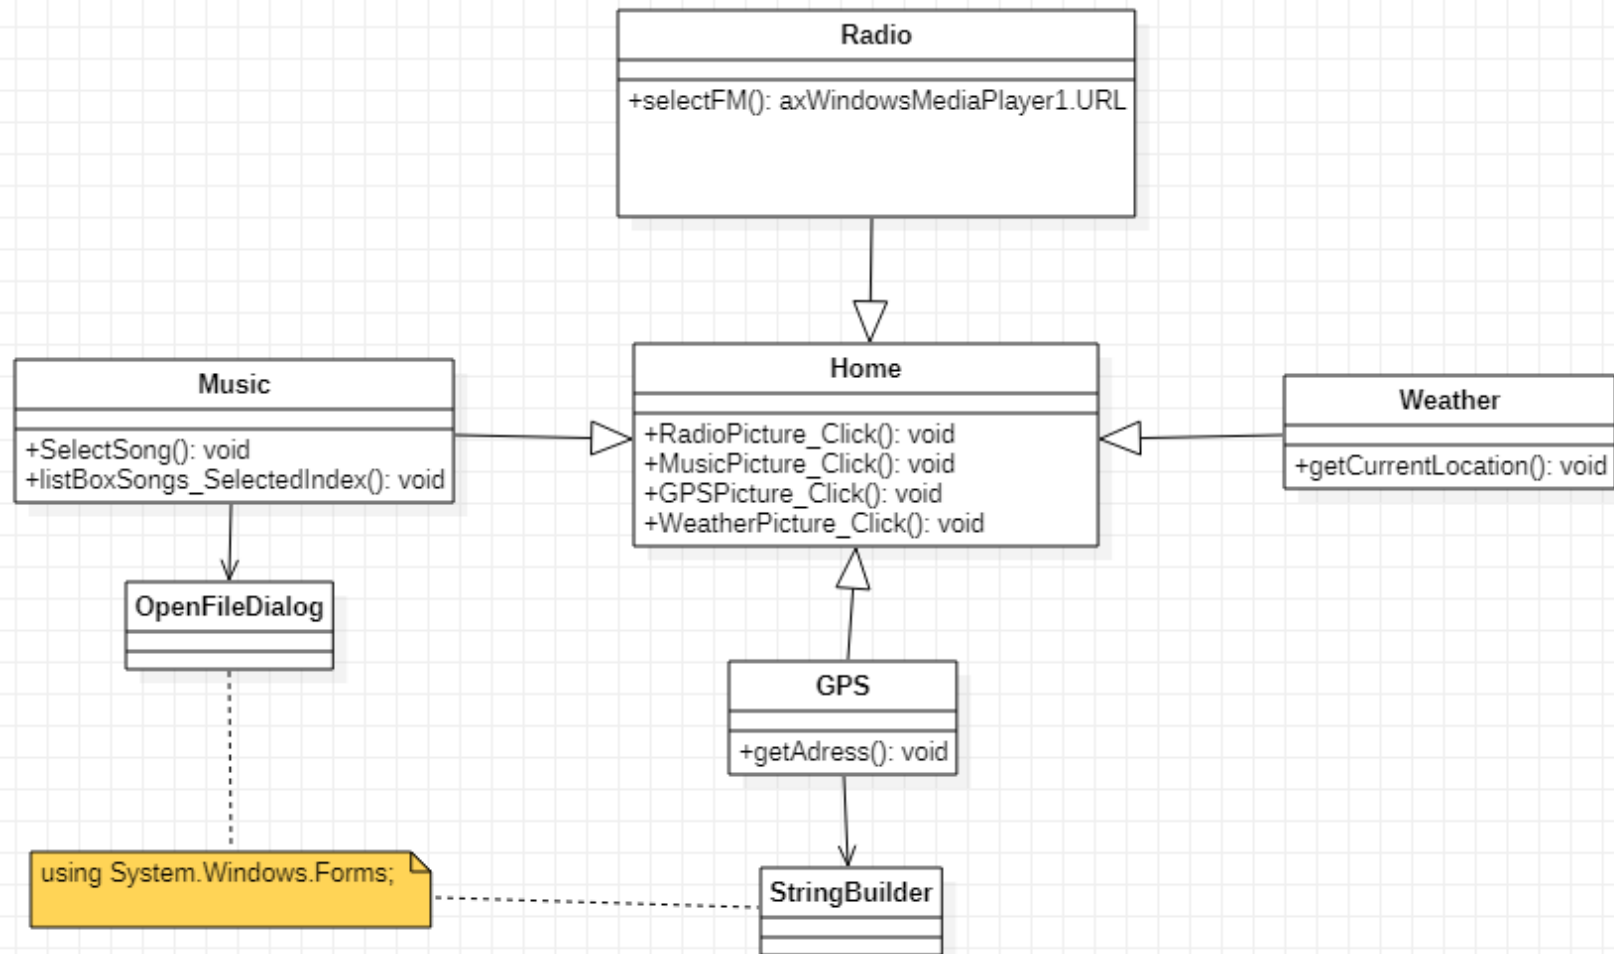 Radio
+selectFM(): axWindowsMediaPlayer1.URL
Home
+RadioPicture_Click(): void
+MusicPicture_Click(): void
+GPSPicture_Click(): void
+WeatherPicture_Click(): void
Music
+SelectSong(): void
+listBoxSongs_SelectedIndex(): void
Weather
+getCurrentLocation(): void
OpenFileDialog
GPS
+getAdress(): void
using System.Windows.Forms;
StringBuilder